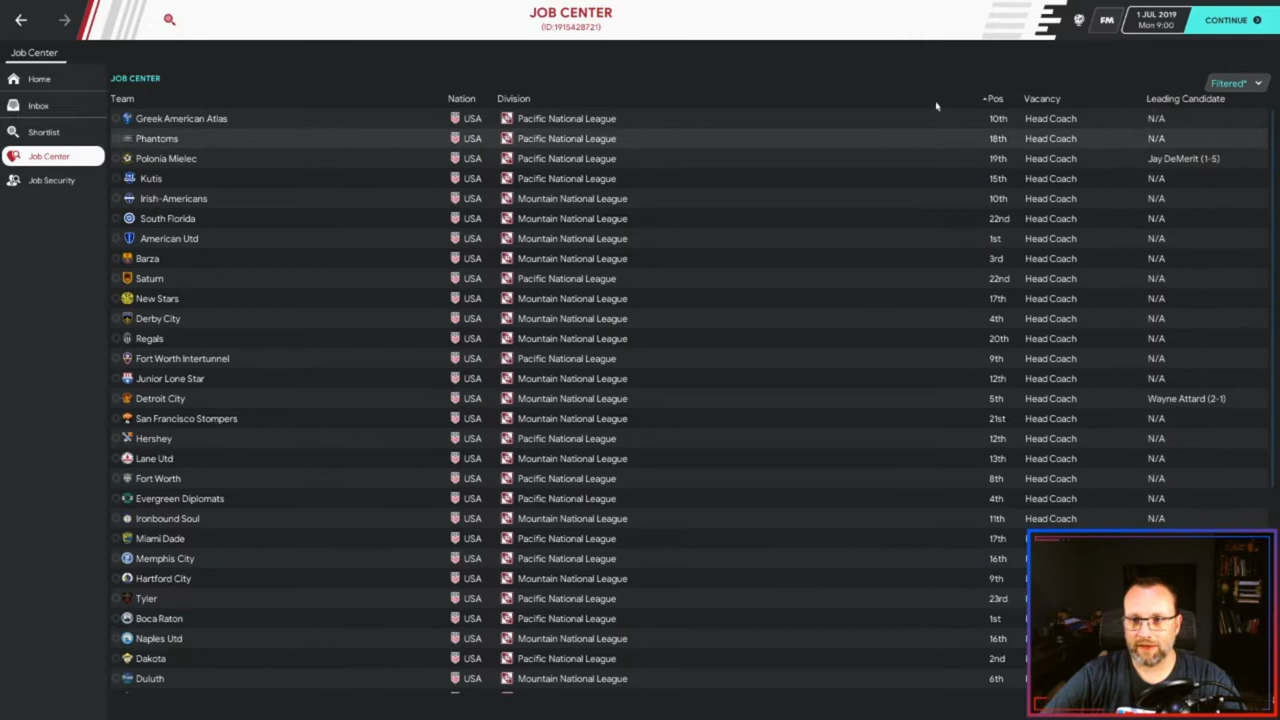 JOB CENTER
(ID:1915428721)
FM
1 JUL 2019
Mon 9:00
CONTINUE
Job Center
Home
Inbox
Shortlist
Job Center
Job Security
JOB CENTER
Filtered*
Team Nation Division Pos Vacancy Leading Candidate
Greek American Atlas USA Pacific National League 10th Head Coach N/A
Phantoms USA Pacific National League 18th Head Coach N/A
Polonia Mielec USA Pacific National League 19th Head Coach Jay DeMerit (1-5)
Kutis USA Pacific National League 15th Head Coach N/A
Irish-Americans USA Mountain National League 10th Head Coach N/A
South Florida USA Mountain National League 22nd Head Coach N/A
American Utd USA Mountain National League 1st Head Coach N/A
Barza USA Mountain National League 3rd Head Coach N/A
Saturn USA Pacific National League 22nd Head Coach N/A
New Stars USA Mountain National League 17th Head Coach N/A
Derby City USA Mountain National League 4th Head Coach N/A
Regals USA Mountain National League 20th Head Coach N/A
Fort Worth Intertunnel USA Pacific National League 9th Head Coach N/A
Junior Lone Star USA Mountain National League 12th Head Coach N/A
Detroit City USA Mountain National League 5th Head Coach Wayne Attard (2-1)
San Francisco Stompers USA Mountain National League 21st Head Coach N/A
Hershey USA Pacific National League 12th Head Coach N/A
Lane Utd USA Mountain National League 13th Head Coach N/A
Fort Worth USA Pacific National League 8th Head Coach N/A
Evergreen Diplomats USA Pacific National League 4th Head Coach N/A
Ironbound Soul USA Mountain National League 11th Head Coach N/A
Miami Dade USA Pacific National League 17th
Memphis City USA Pacific National League 16th
Hartford City USA Mountain National League 9th
Tyler USA Pacific National League 23rd
Boca Raton USA Pacific National League 1st
Naples Utd USA Mountain National League 16th
Dakota USA Pacific National League 2nd
Duluth USA Mountain National League 6th